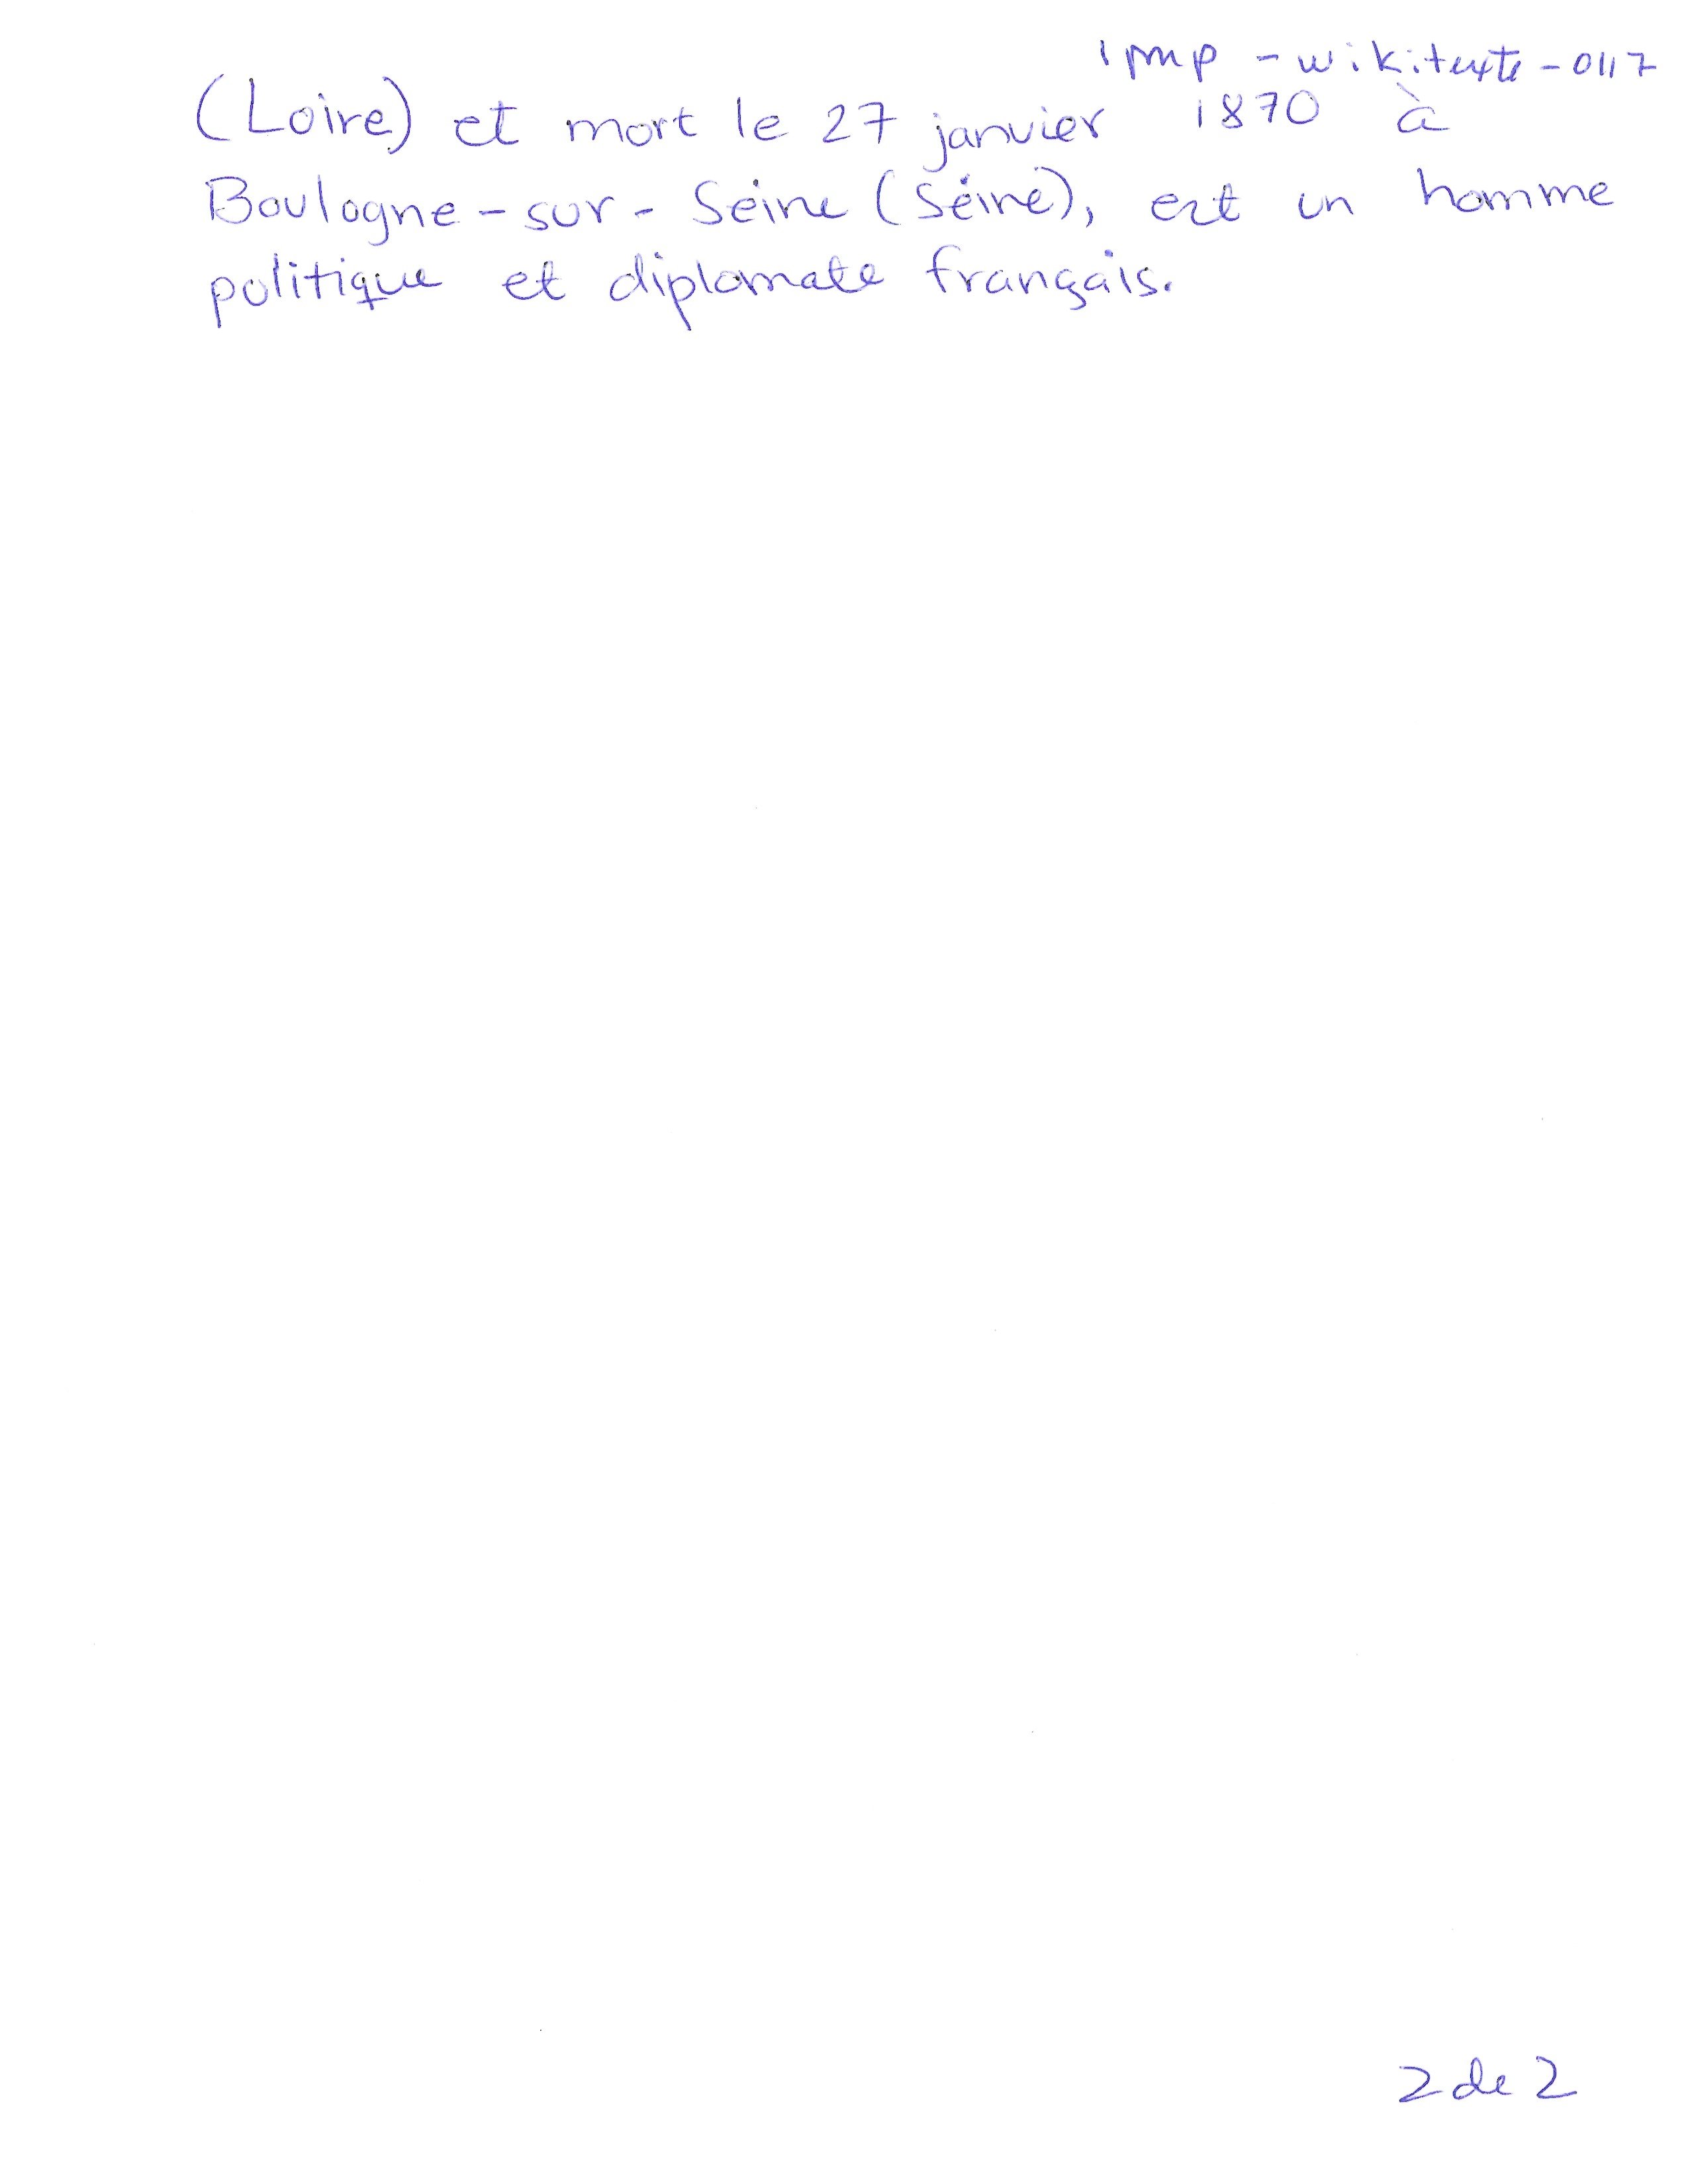 1pmp - wikitexte - 0117
(Loire) et mort le 27 janvier 1870 à
Boulogne-sur-Seine (Seine), est un homme
politique et diplomate français.
2 de 2